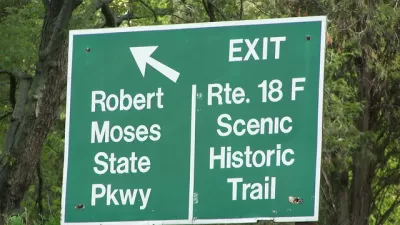 Robert
Moses
State
Pkwy
EXIT
Rte. 18 F
Scenic
Historic
Trail